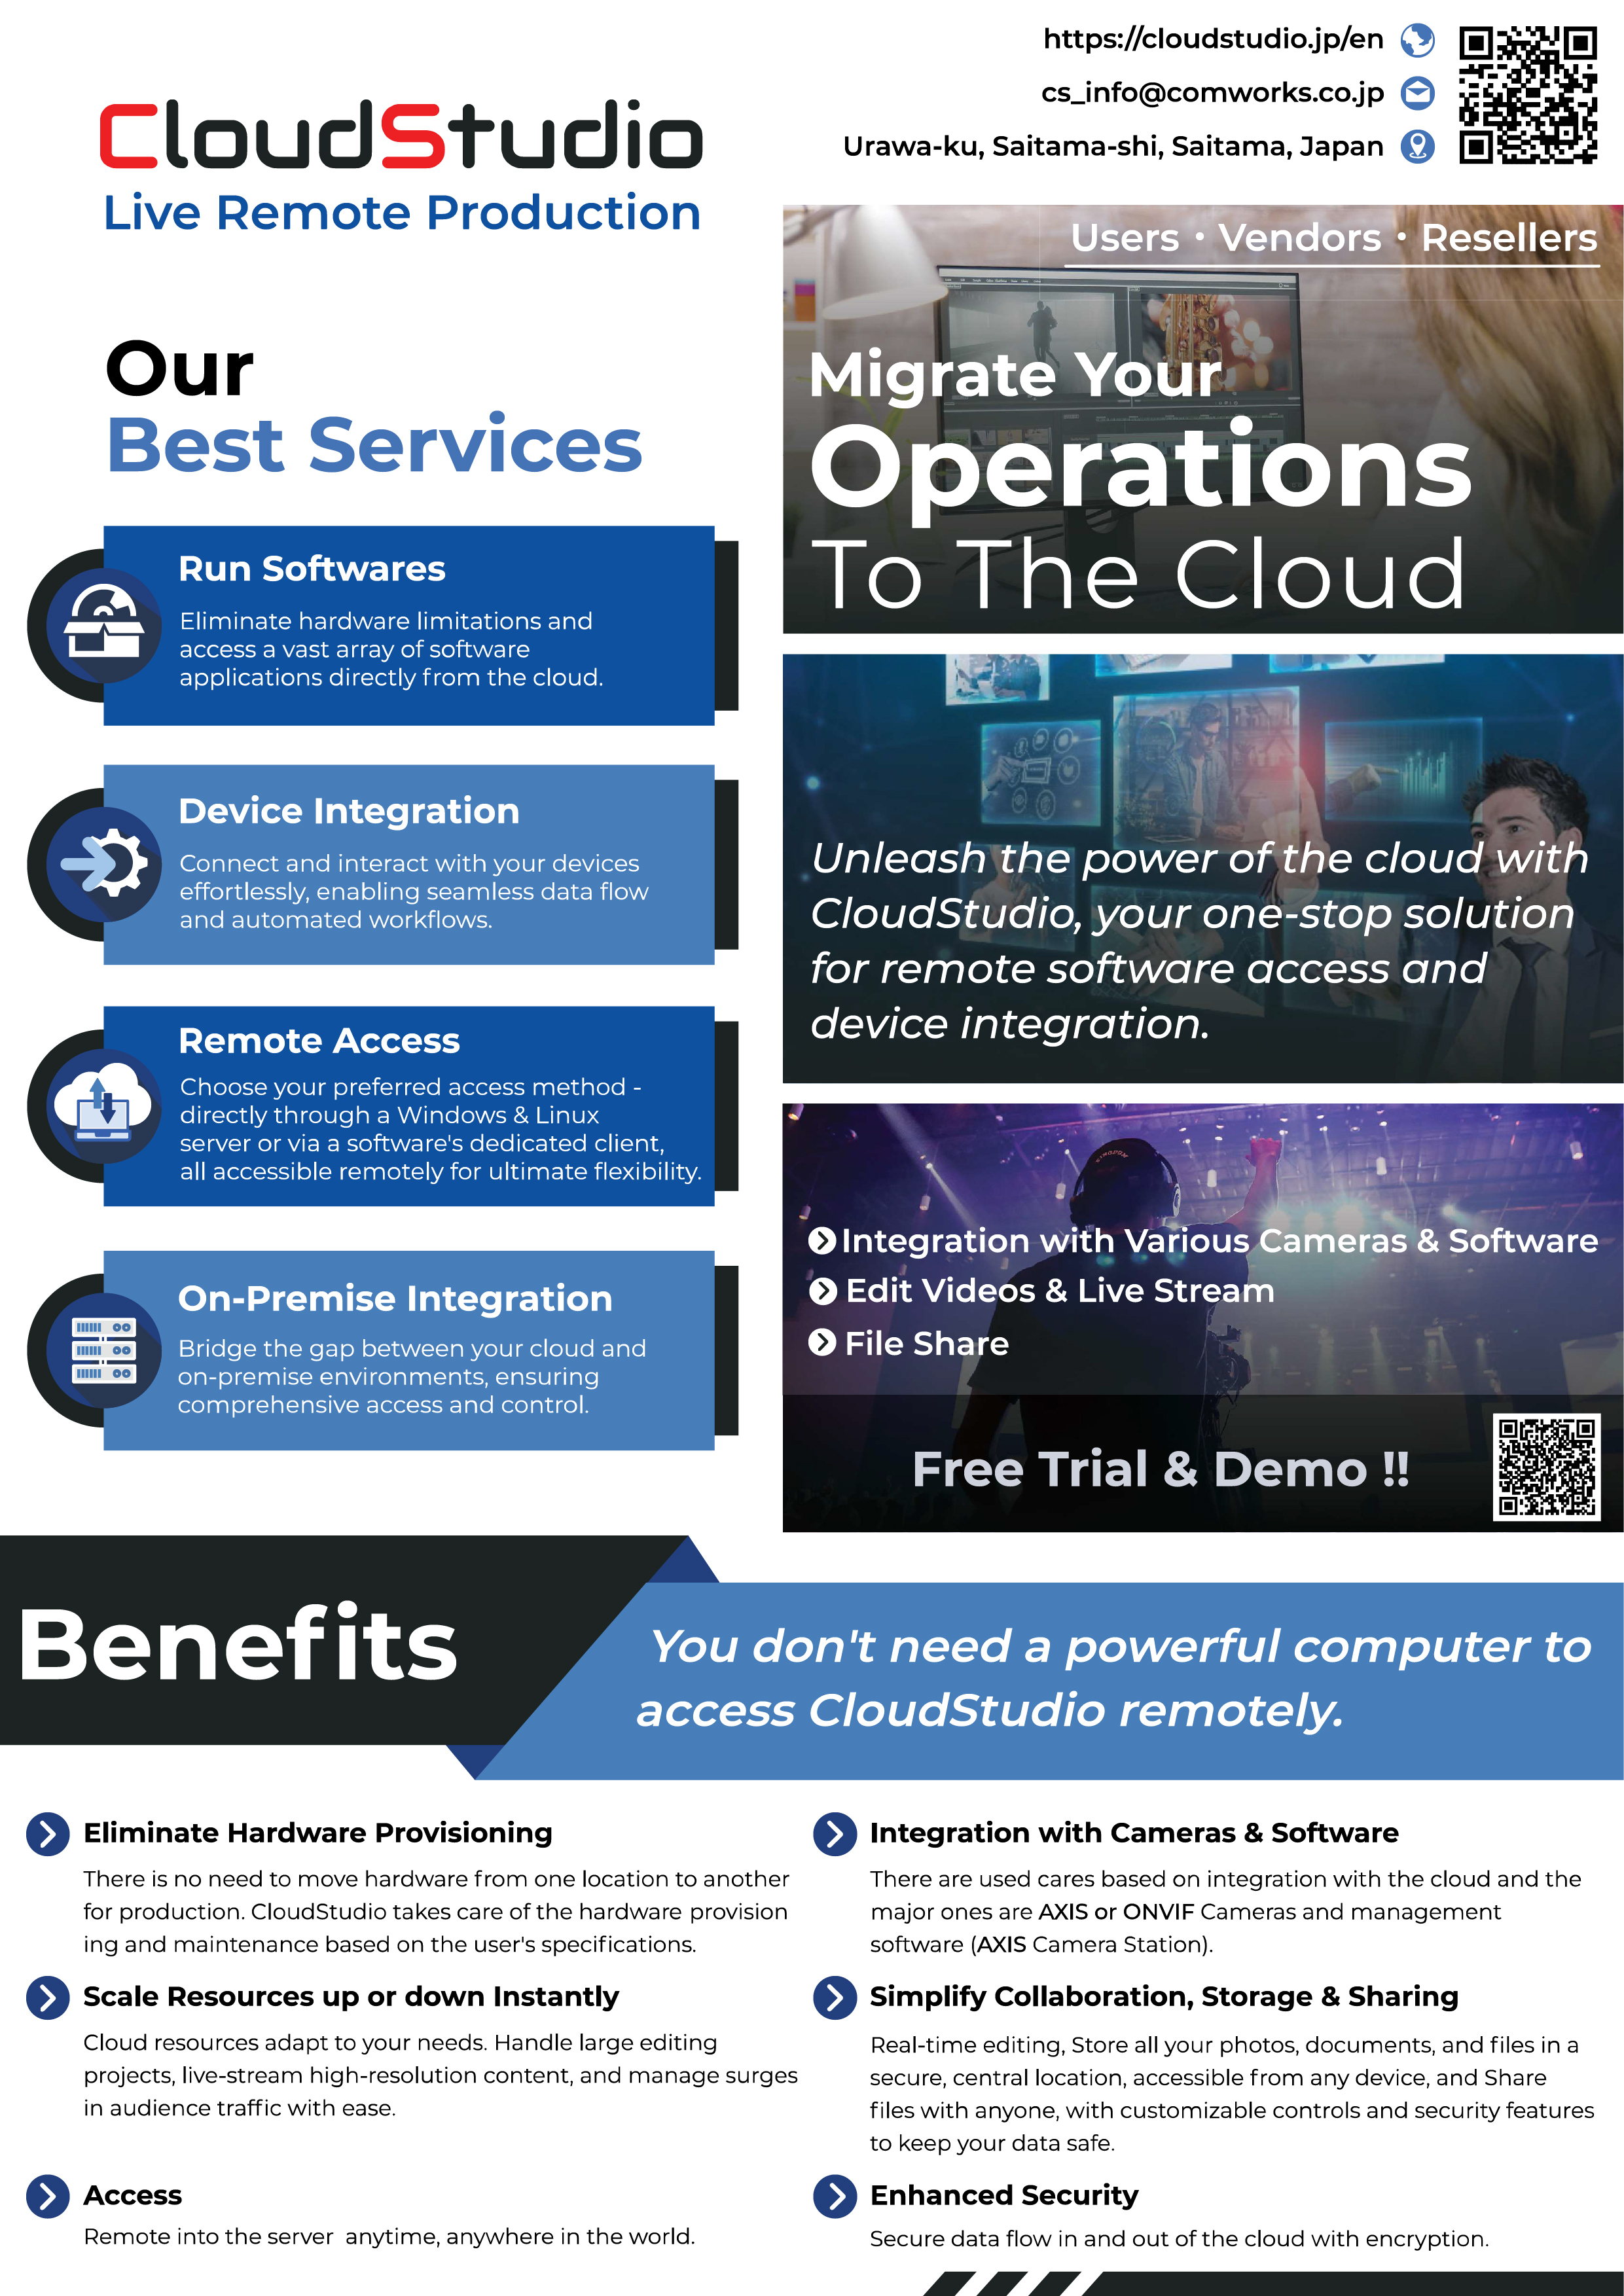 https://cloudstudio.jp/en
cs_info@comworks.co.jp
Urawa-ku, Saitama-shi, Saitama, Japan
CloudStudio
Live Remote Production
Our
Best Services
Run Softwares
Eliminate hardware limitations and
access a vast array of software
applications directly from the cloud.
Device Integration
Connect and interact with your devices
effortlessly, enabling seamless data flow
and automated workflows.
Remote Access
Choose your preferred access method -
directly through a Windows & Linux
server or via a software's dedicated client,
all accessible remotely for ultimate flexibility.
On-Premise Integration
Bridge the gap between your cloud and
on-premise environments, ensuring
comprehensive access and control.
Users • Vendors • Resellers
Migrate Your
Operations
To The Cloud
Unleash the power of the cloud with
CloudStudio, your one-stop solution
for remote software access and
device integration.
Integration with Various Cameras & Software
Edit Videos & Live Stream
File Share
Free Trial & Demo !!
Benefits
You don't need a powerful computer to
access CloudStudio remotely.
Eliminate Hardware Provisioning
There is no need to move hardware from one location to another
for production. CloudStudio takes care of the hardware provision
ing and maintenance based on the user's specifications.
Scale Resources up or down Instantly
Cloud resources adapt to your needs. Handle large editing
projects, live-stream high-resolution content, and manage surges
in audience traffic with ease.
Access
Remote into the server anytime, anywhere in the world.
Integration with Cameras & Software
There are used cares based on integration with the cloud and the
major ones are AXIS or ONVIF Cameras and management
software (AXIS Camera Station).
Simplify Collaboration, Storage & Sharing
Real-time editing, Store all your photos, documents, and files in a
secure, central location, accessible from any device, and Share
files with anyone, with customizable controls and security features
to keep your data safe.
Enhanced Security
Secure data flow in and out of the cloud with encryption.